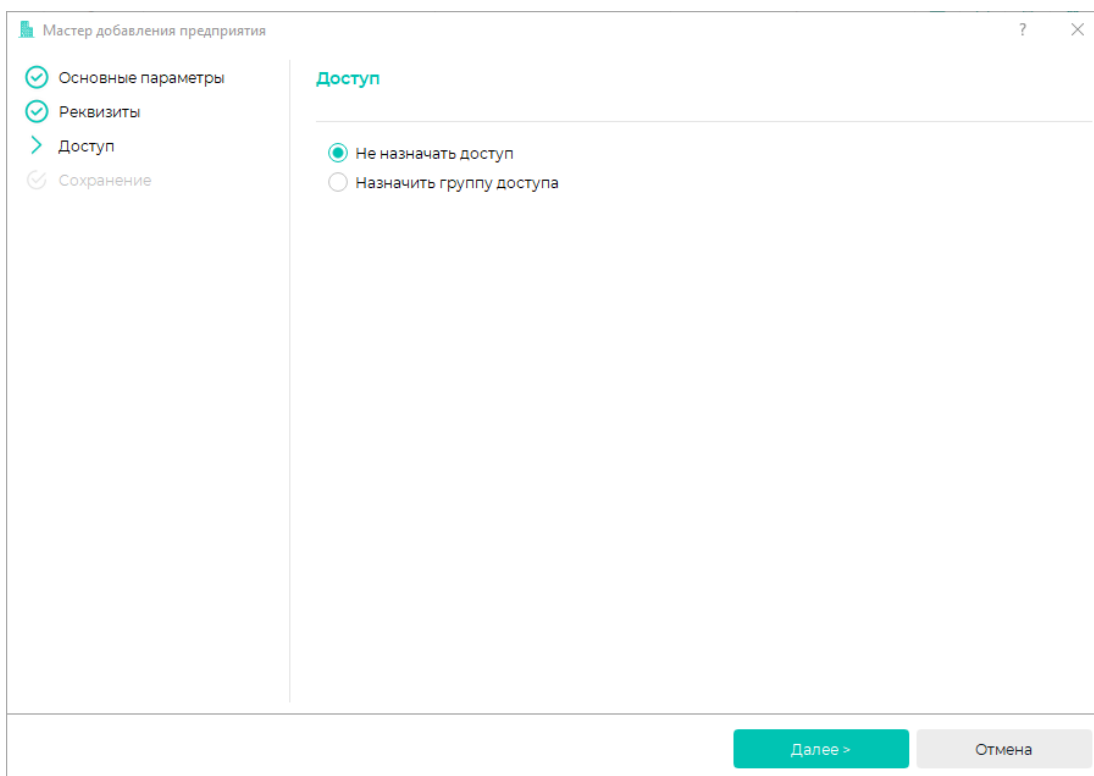 Мастер добавления предприятия
?
Основные параметры
Реквизиты
Доступ
Сохранение
Доступ
Не назначать доступ
Назначить группу доступа
Далее >
Отмена